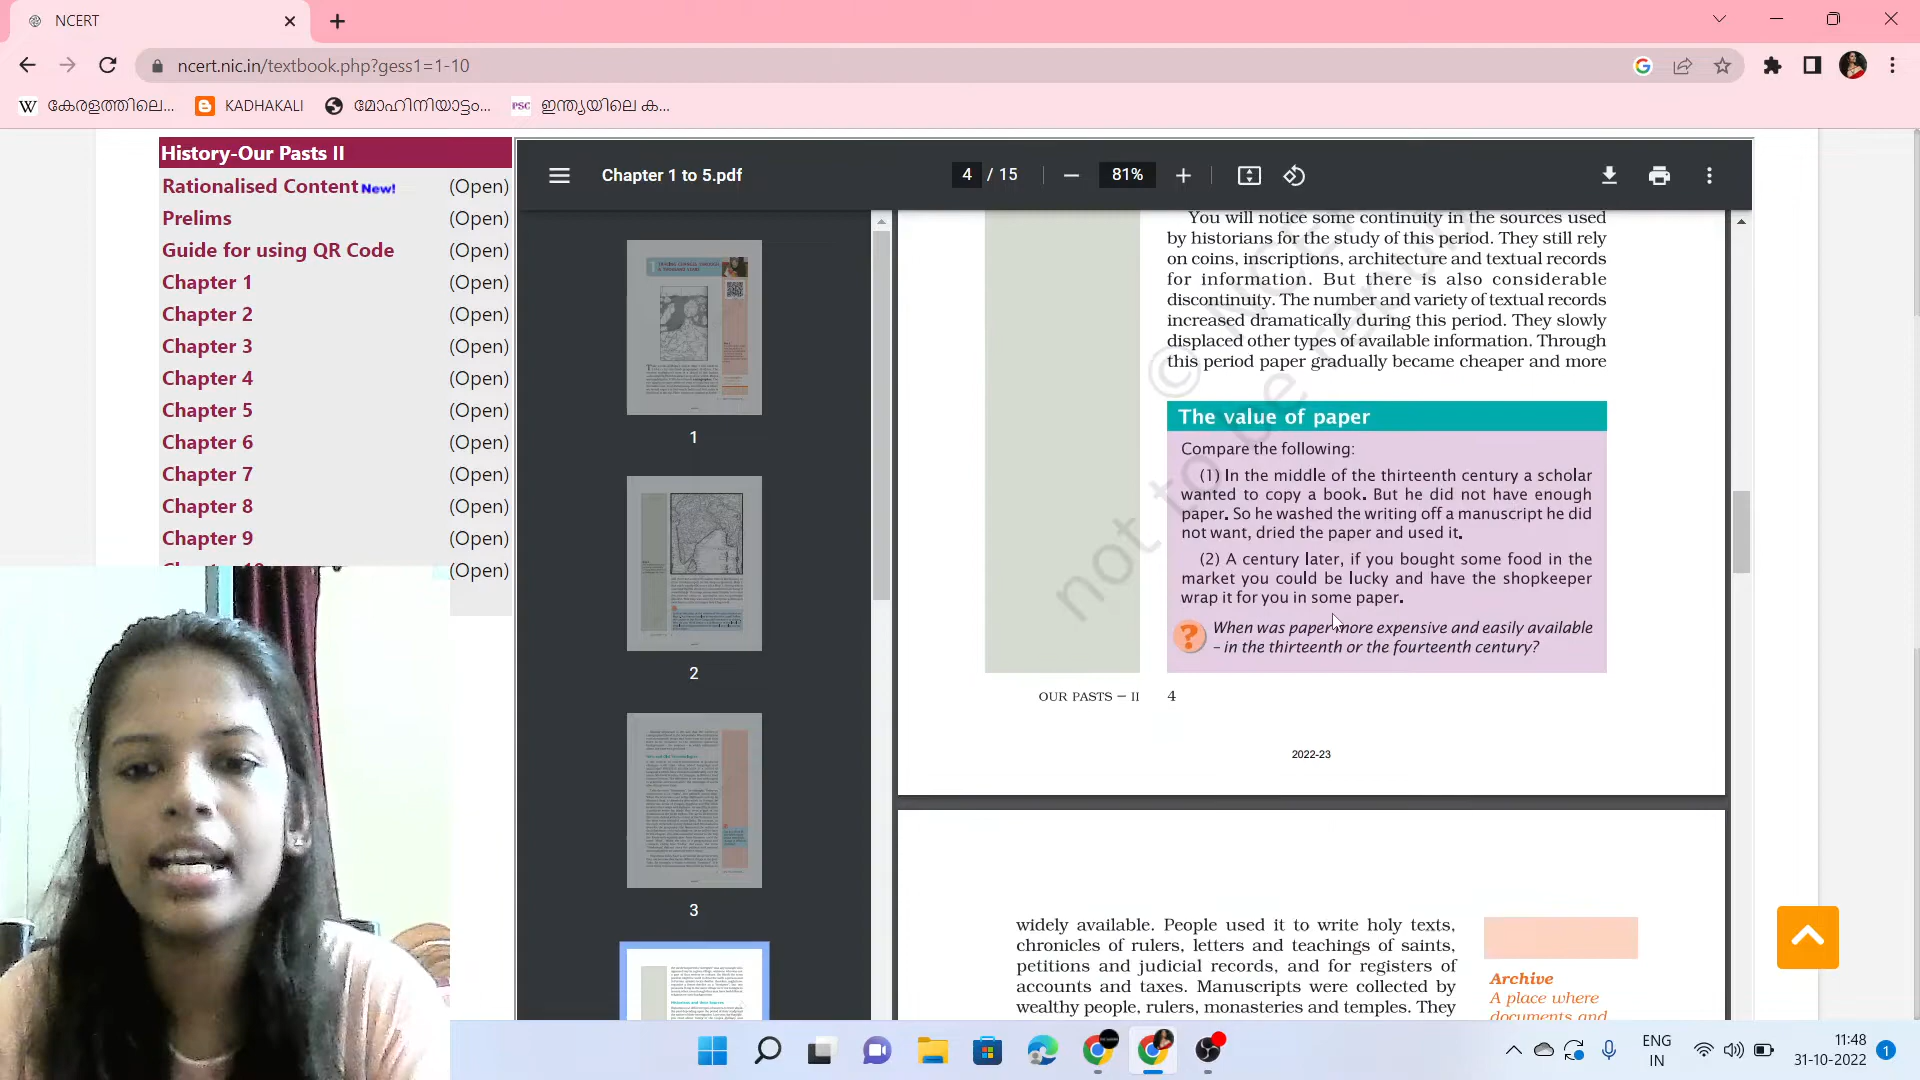 NCERT
ncert.nic.in/textbook.php?gess1=1-10
W കേരളത്തിലെ... KADHAKALI മോഹിനിയാട്ടം... PSC ഇന്ത്യയിലെ ക...
History-Our Pasts II
Rationalised Content New! (Open)
Prelims (Open)
Guide for using QR Code (Open)
Chapter 1 (Open)
Chapter 2 (Open)
Chapter 3 (Open)
Chapter 4 (Open)
Chapter 5 (Open)
Chapter 6 (Open)
Chapter 7 (Open)
Chapter 8 (Open)
Chapter 9 (Open)
(Open)
Chapter 1 to 5.pdf
4 / 15
81%
1
2
3
You will notice some continuity in the sources used
by historians for the study of this period. They still rely
on coins, inscriptions, architecture and textual records
for information. But there is also considerable
discontinuity. The number and variety of textual records
increased dramatically during this period. They slowly
displaced other types of available information. Through
this period paper gradually became cheaper and more
The value of paper
Compare the following:
(1) In the middle of the thirteenth century a scholar
wanted to copy a book. But he did not have enough
paper. So he washed the writing off a manuscript he did
not want, dried the paper and used it.
(2) A century later, if you bought some food in the
market you could be lucky and have the shopkeeper
wrap it for you in some paper.
? When was paper more expensive and easily available
– in the thirteenth or the fourteenth century?
OUR PASTS – II 4
2022-23
© NCE
not to be
widely available. People used it to write holy texts,
chronicles of rulers, letters and teachings of saints,
petitions and judicial records, and for registers of
accounts and taxes. Manuscripts were collected by
wealthy people, rulers, monasteries and temples. They
Archive
A place where
documents and
ENG
IN
11:48
31-10-2022
1